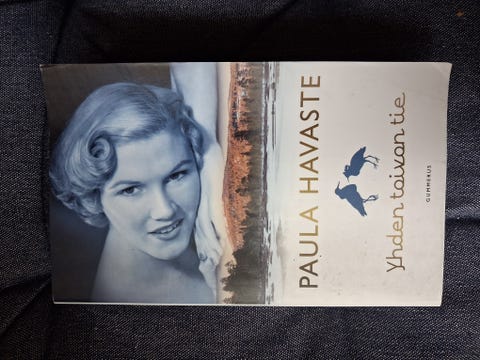 PAULA HAVASTE
Yhden taivan tie
GUMMERUS